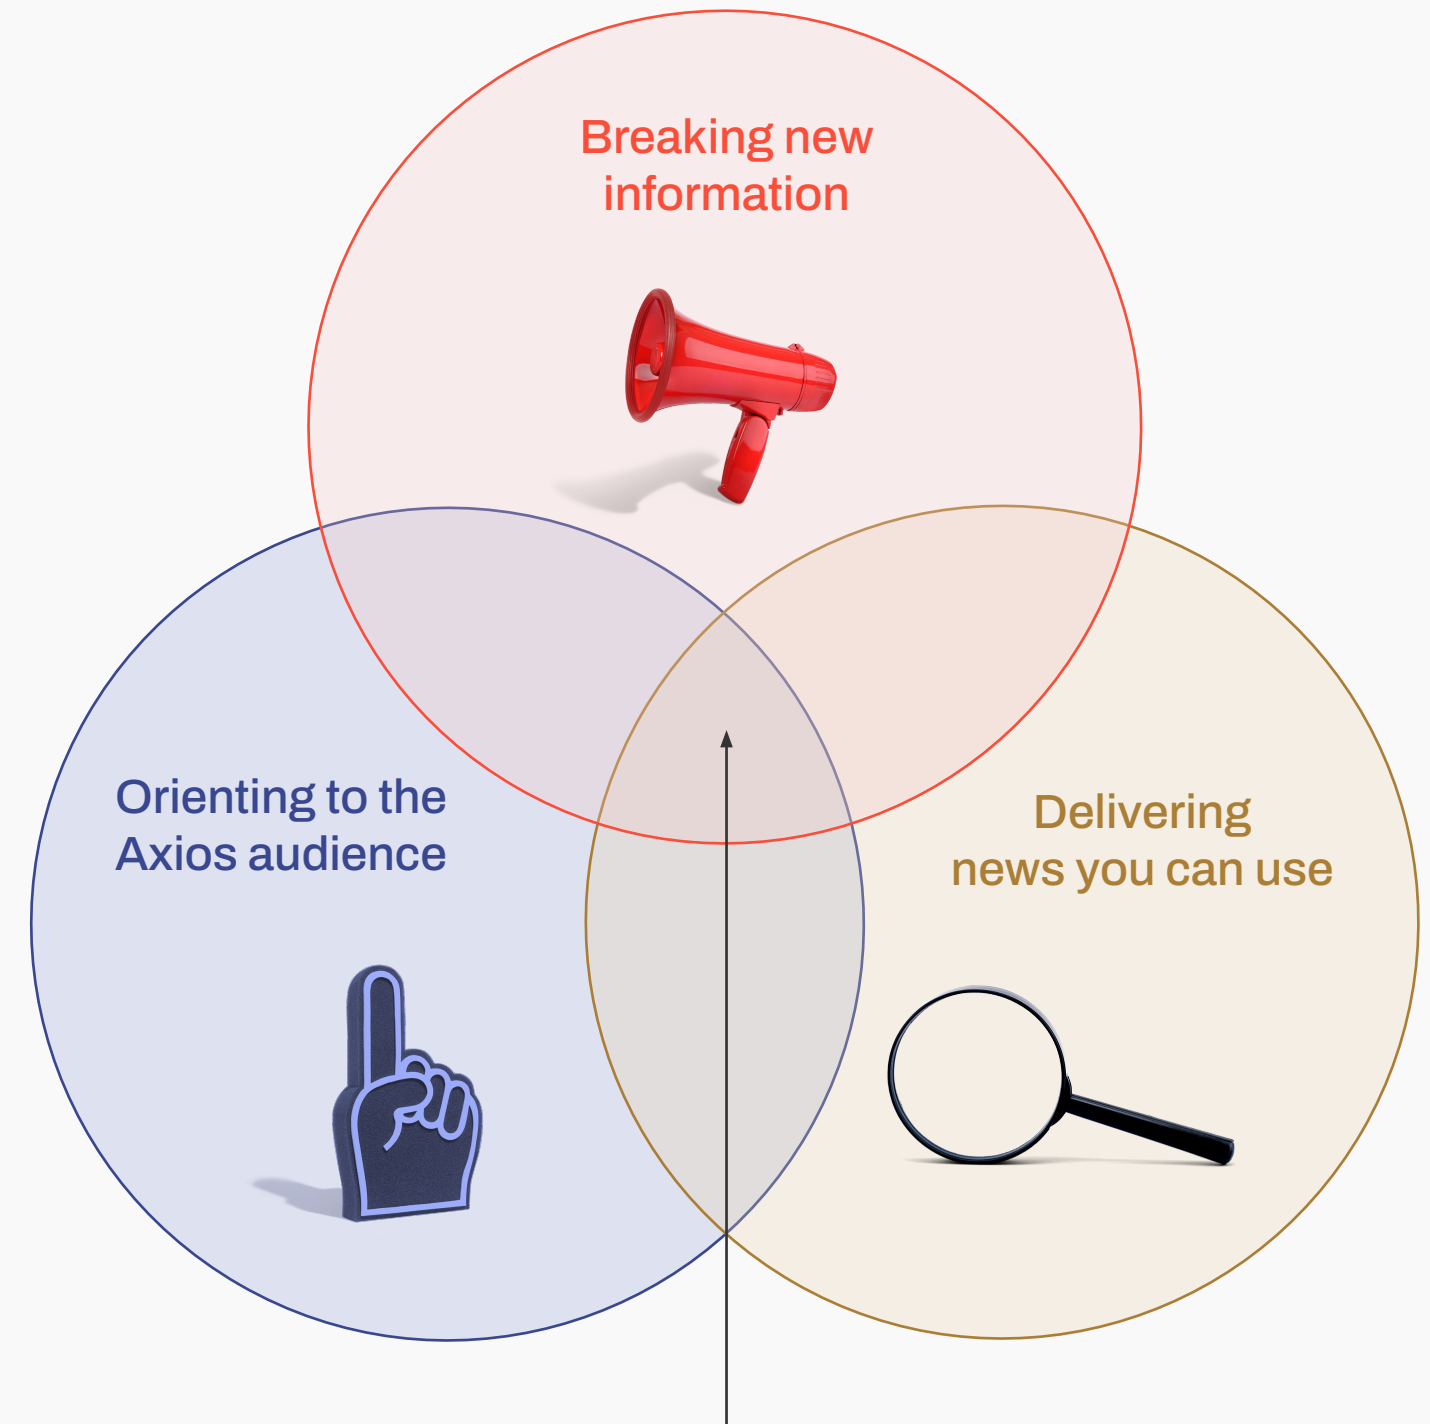 Breaking new
information
Orienting to the
Axios audience
Delivering
news you can use